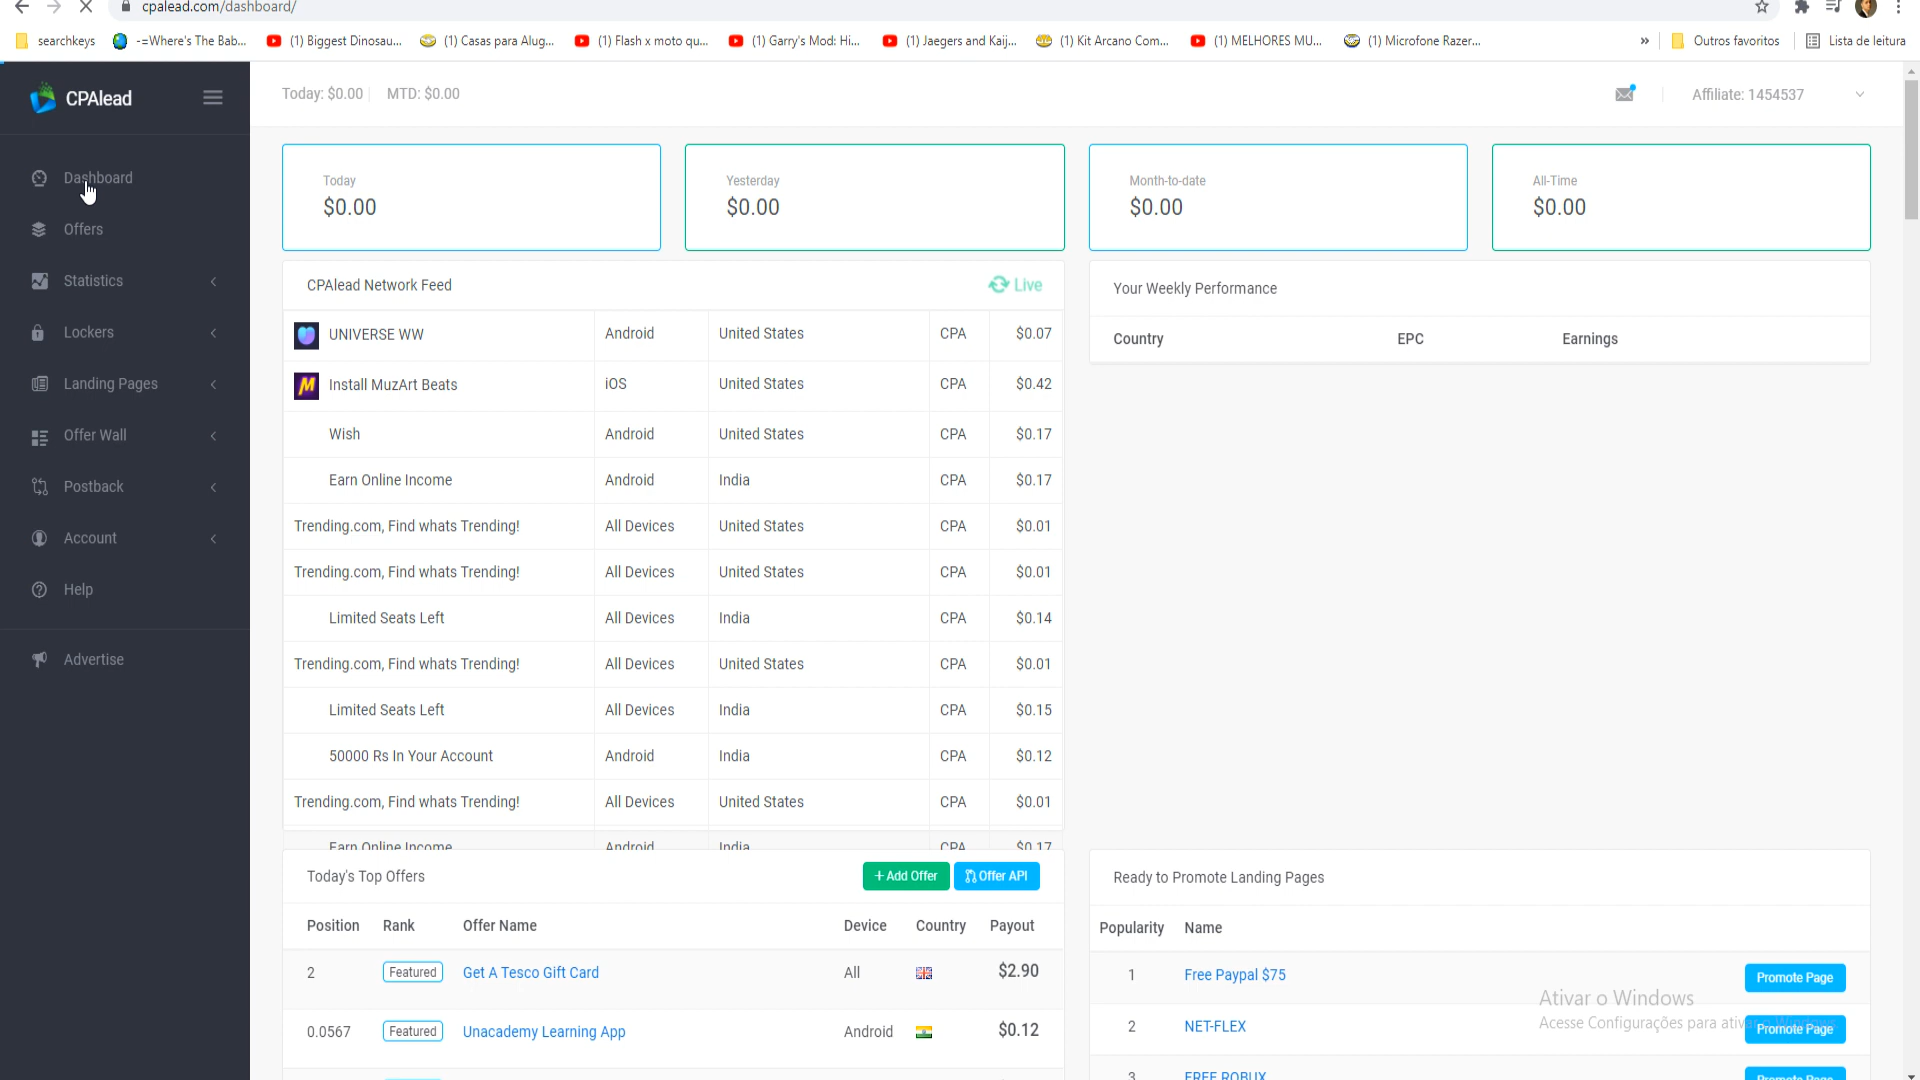 cpalead.com/dashboard/
searchkeys
-=Where's The Bab...
(1) Biggest Dinosau...
(1) Casas para Alug...
(1) Flash x moto qu...
(1) Garry's Mod: Hi...
(1) Jaegers and Kaij...
(1) Kit Arcano Com...
(1) MELHORES MU...
(1) Microfone Razer...
»
Outros favoritos
Lista de leitura
CPAlead
Today: $0.00
MTD: $0.00
Affiliate: 1454537
Dashboard
Offers
Statistics
Lockers
Landing Pages
Offer Wall
Postback
Account
Help
Advertise
Today
$0.00
Yesterday
$0.00
Month-to-date
$0.00
All-Time
$0.00
CPAlead Network Feed
Live
UNIVERSE WW Android United States CPA $0.07
Install MuzArt Beats iOS United States CPA $0.42
Wish Android United States CPA $0.17
Earn Online Income Android India CPA $0.17
Trending.com, Find whats Trending! All Devices United States CPA $0.01
Trending.com, Find whats Trending! All Devices United States CPA $0.01
Limited Seats Left All Devices India CPA $0.14
Trending.com, Find whats Trending! All Devices United States CPA $0.01
Limited Seats Left All Devices India CPA $0.15
50000 Rs In Your Account Android India CPA $0.12
Trending.com, Find whats Trending! All Devices United States CPA $0.01
Earn Online Income Android India CPA $0.17
Your Weekly Performance
Country EPC Earnings
Today's Top Offers
+ Add Offer
Offer API
Position Rank Offer Name Device Country Payout
2 Featured Get A Tesco Gift Card All $2.90
0.0567 Featured Unacademy Learning App Android $0.12
Ready to Promote Landing Pages
Popularity Name
1 Free Paypal $75 Promote Page
2 NET-FLEX Promote Page
3 FREE ROBUX Promote Page
Ativar o Windows
Acesse Configurações para